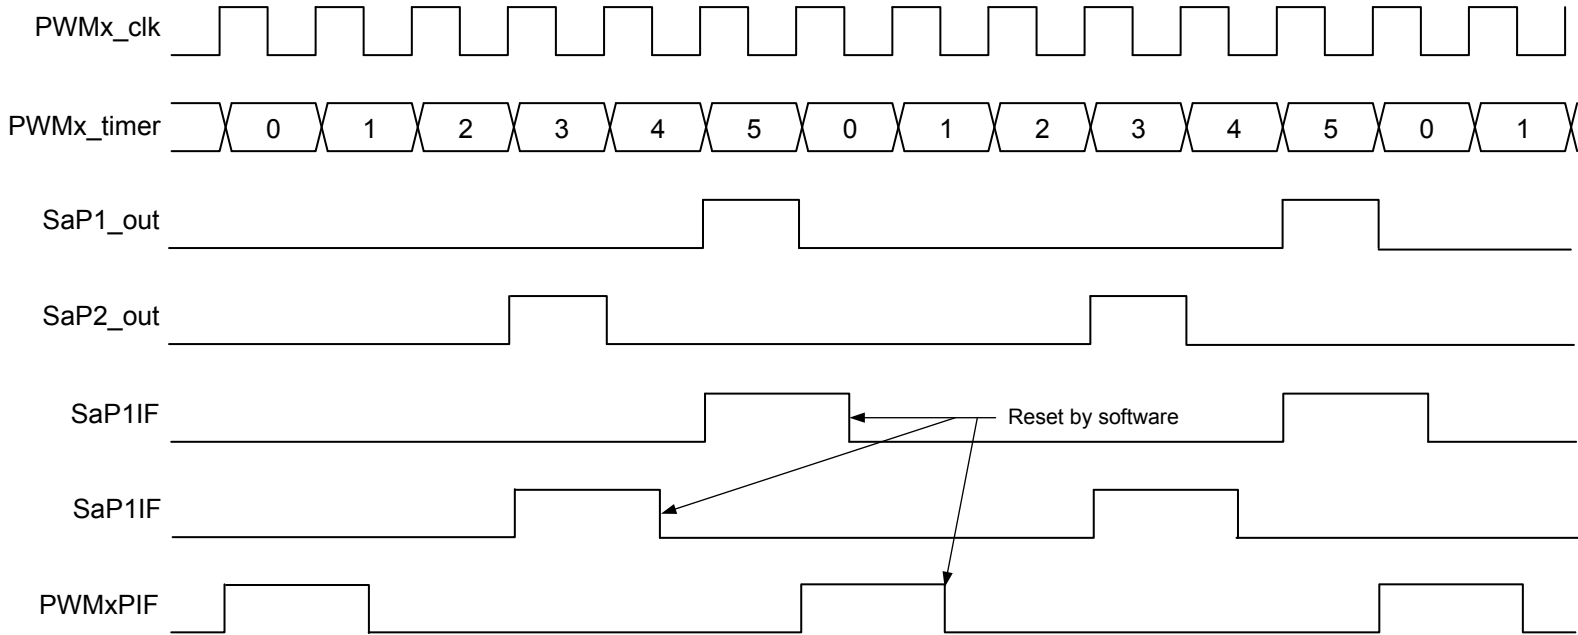 PWMx_clk
PWMx_timer 0 1 2 3 4 5 0 1 2 3 4 5 0 1
SaP1_out
SaP2_out
SaP1IF
Reset by software
SaP1IF
PWMxPIF